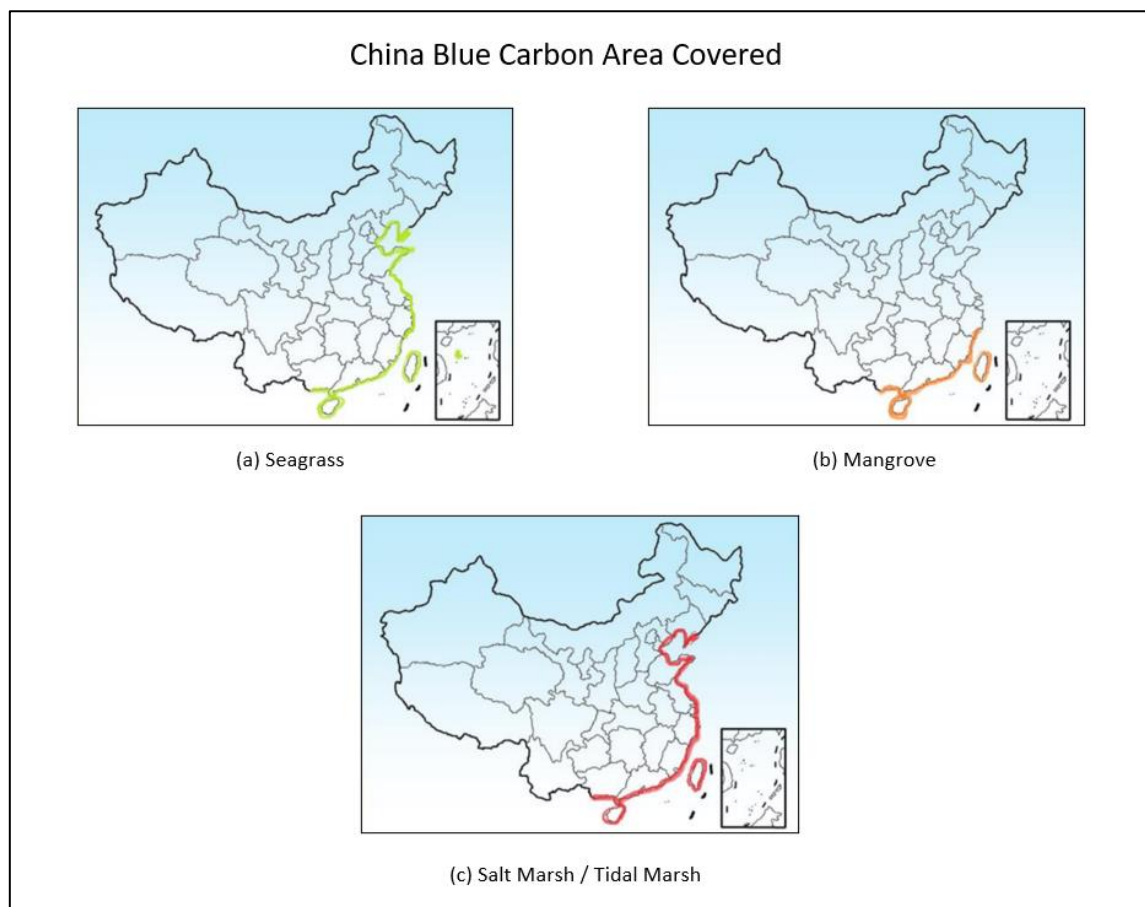 China Blue Carbon Area Covered
(a) Seagrass
(b) Mangrove
(c) Salt Marsh / Tidal Marsh